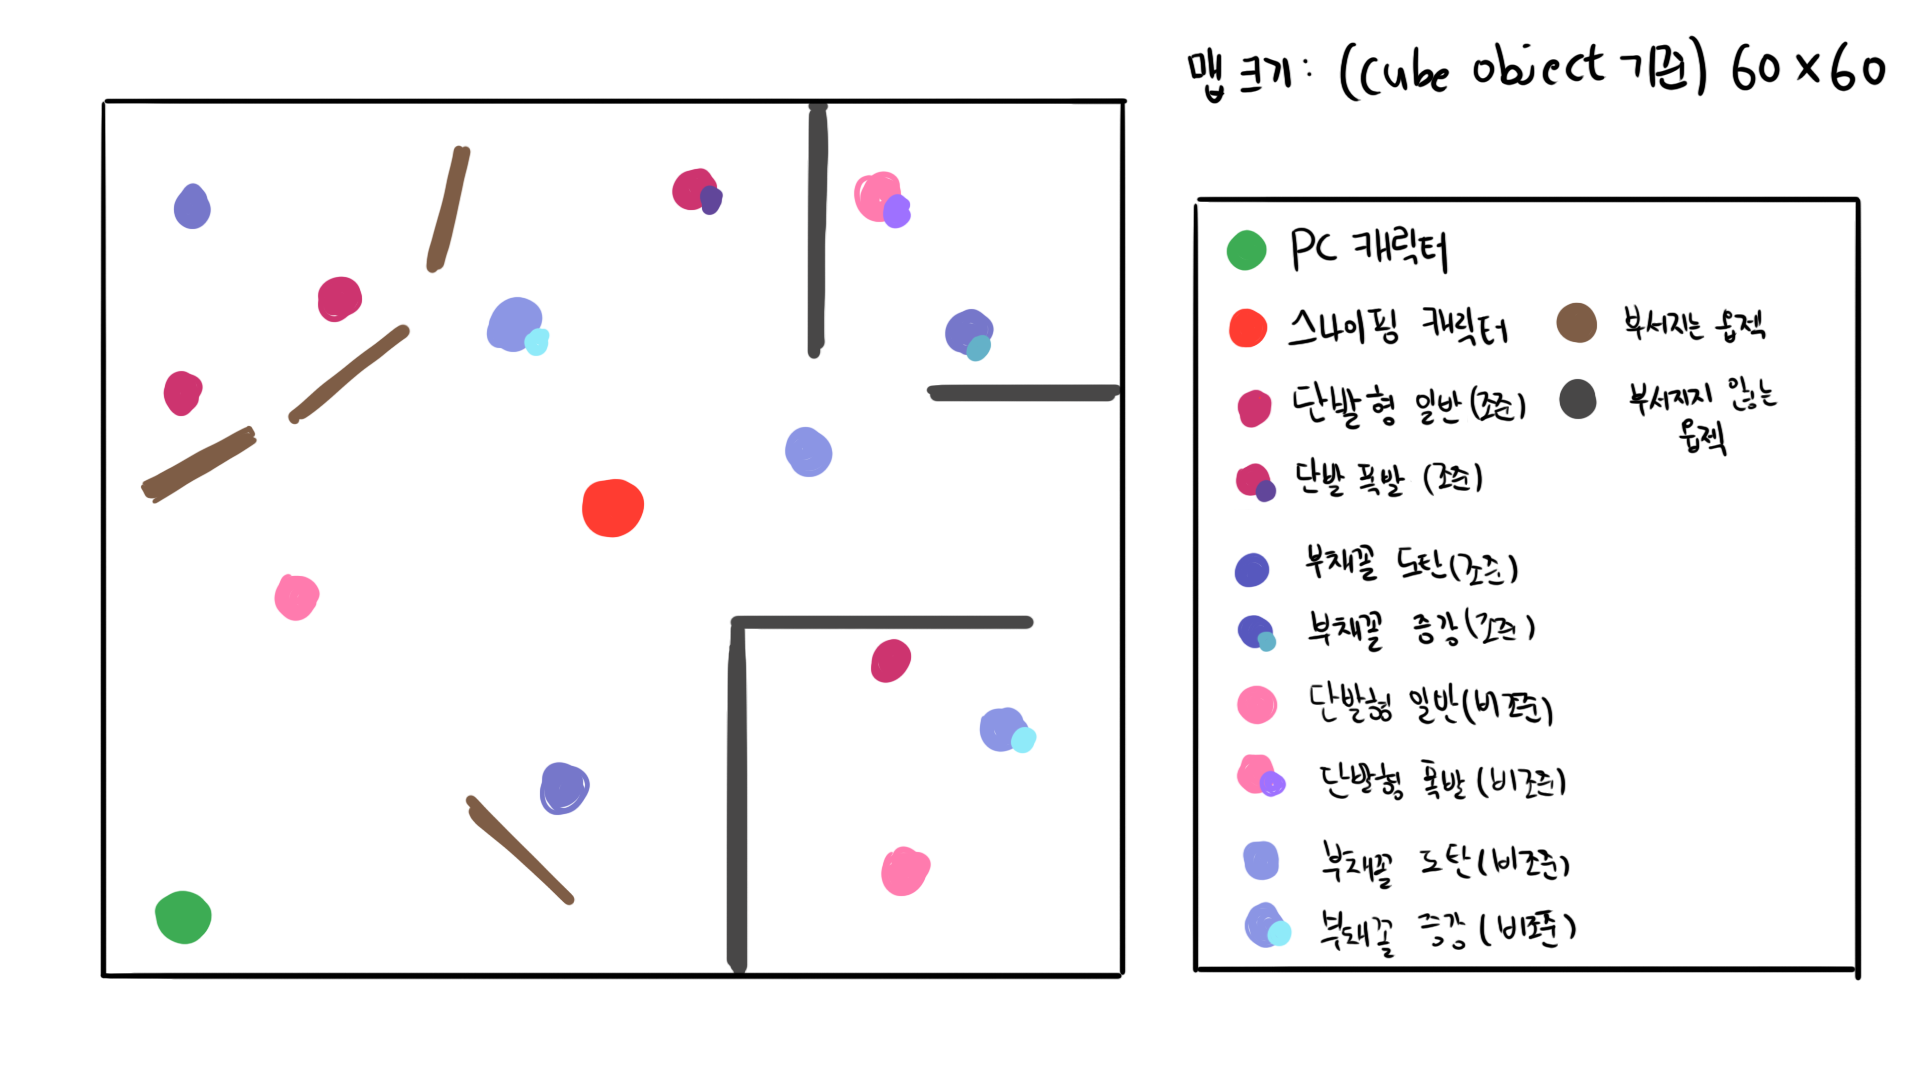 맵 크기: (cube object 기준) 60×60
PC 캐릭터
스나이핑 캐릭터
부서지는 옵젝
단발형 일반(조준)
부서지지 않는
옵젝
단발 폭발 (조준)
부채꼴 도탄(조준)
부채꼴 증강(조준)
단발형 일반(비조준)
단발형 폭발 (비조준)
부채꼴 도탄(비조준)
부채꼴 증강 (비조준)